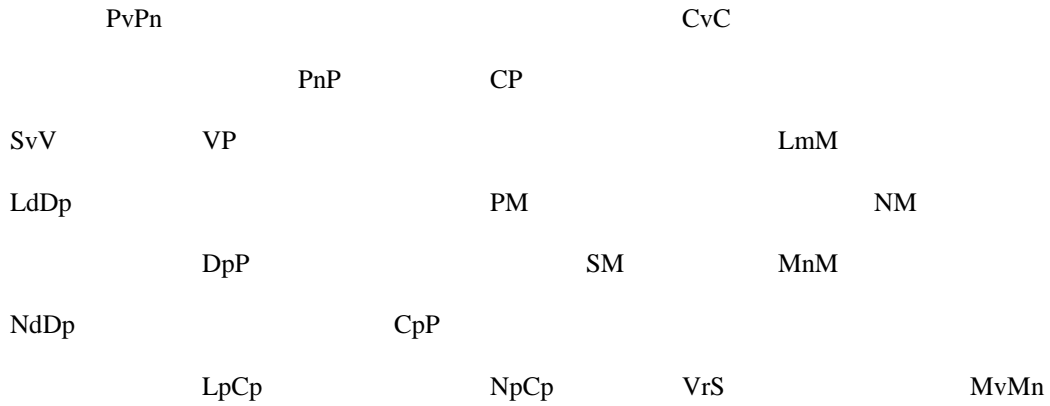 PvPn CvC
PnP CP
SvV VP LmM
LdDp PM NM
DpP SM MnM
NdDp CpP
LpCp NpCp VrS MvMn